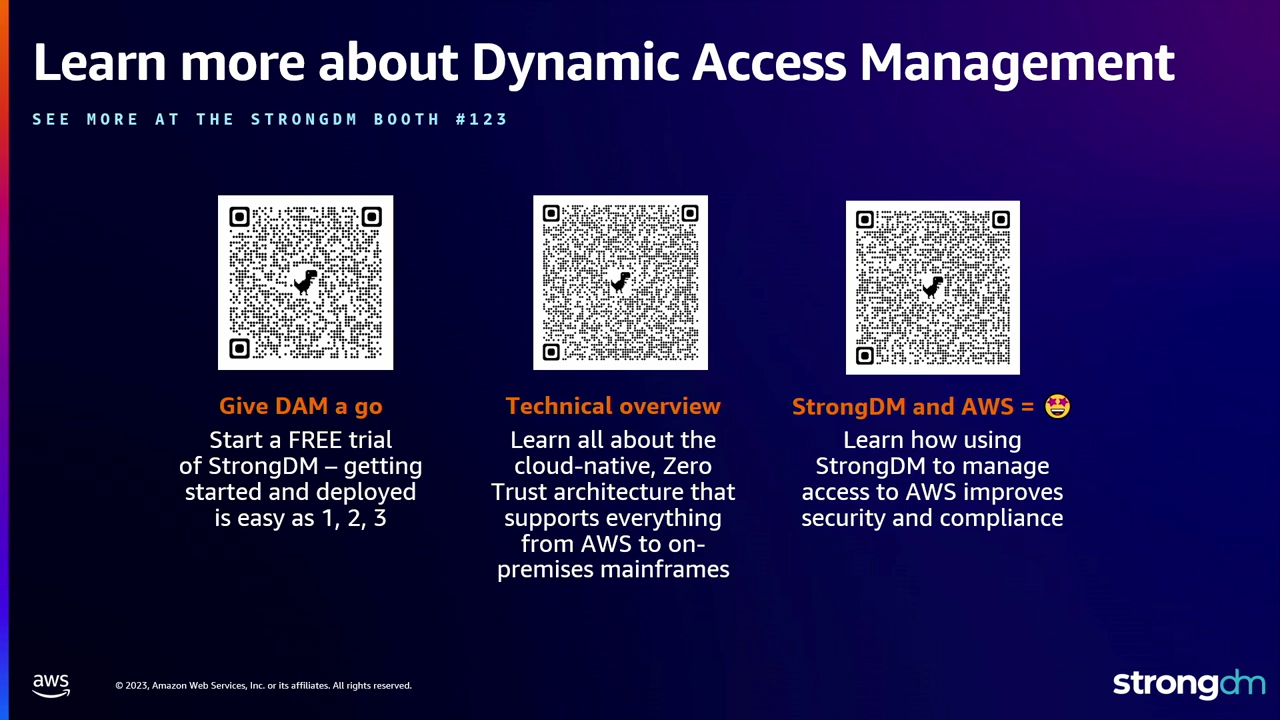 Learn more about Dynamic Access Management
SEE MORE AT THE STRONGDM BOOTH #123
Give DAM a go
Start a FREE trial
of StrongDM – getting
started and deployed
is easy as 1, 2, 3
Technical overview
Learn all about the
cloud-native, Zero
Trust architecture that
supports everything
from AWS to on-
premises mainframes
StrongDM and AWS = 🤩
Learn how using
StrongDM to manage
access to AWS improves
security and compliance
aws
© 2023, Amazon Web Services, Inc. or its affiliates. All rights reserved.
strongdm